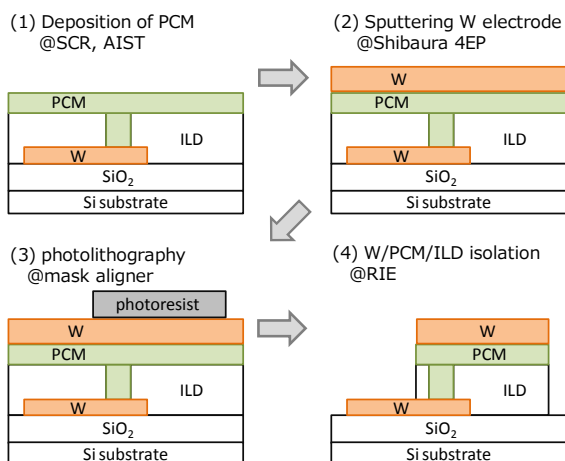 (1) Deposition of PCM
@SCR, AIST
PCM
ILD
W
SiO₂
Si substrate
(2) Sputtering W electrode
@Shibaura 4EP
W
PCM
ILD
W
SiO₂
Si substrate
(3) photolithography
@mask aligner
photoresist
W
PCM
ILD
W
SiO₂
Si substrate
(4) W/PCM/ILD isolation
@RIE
W
PCM
ILD
W
SiO₂
Si substrate